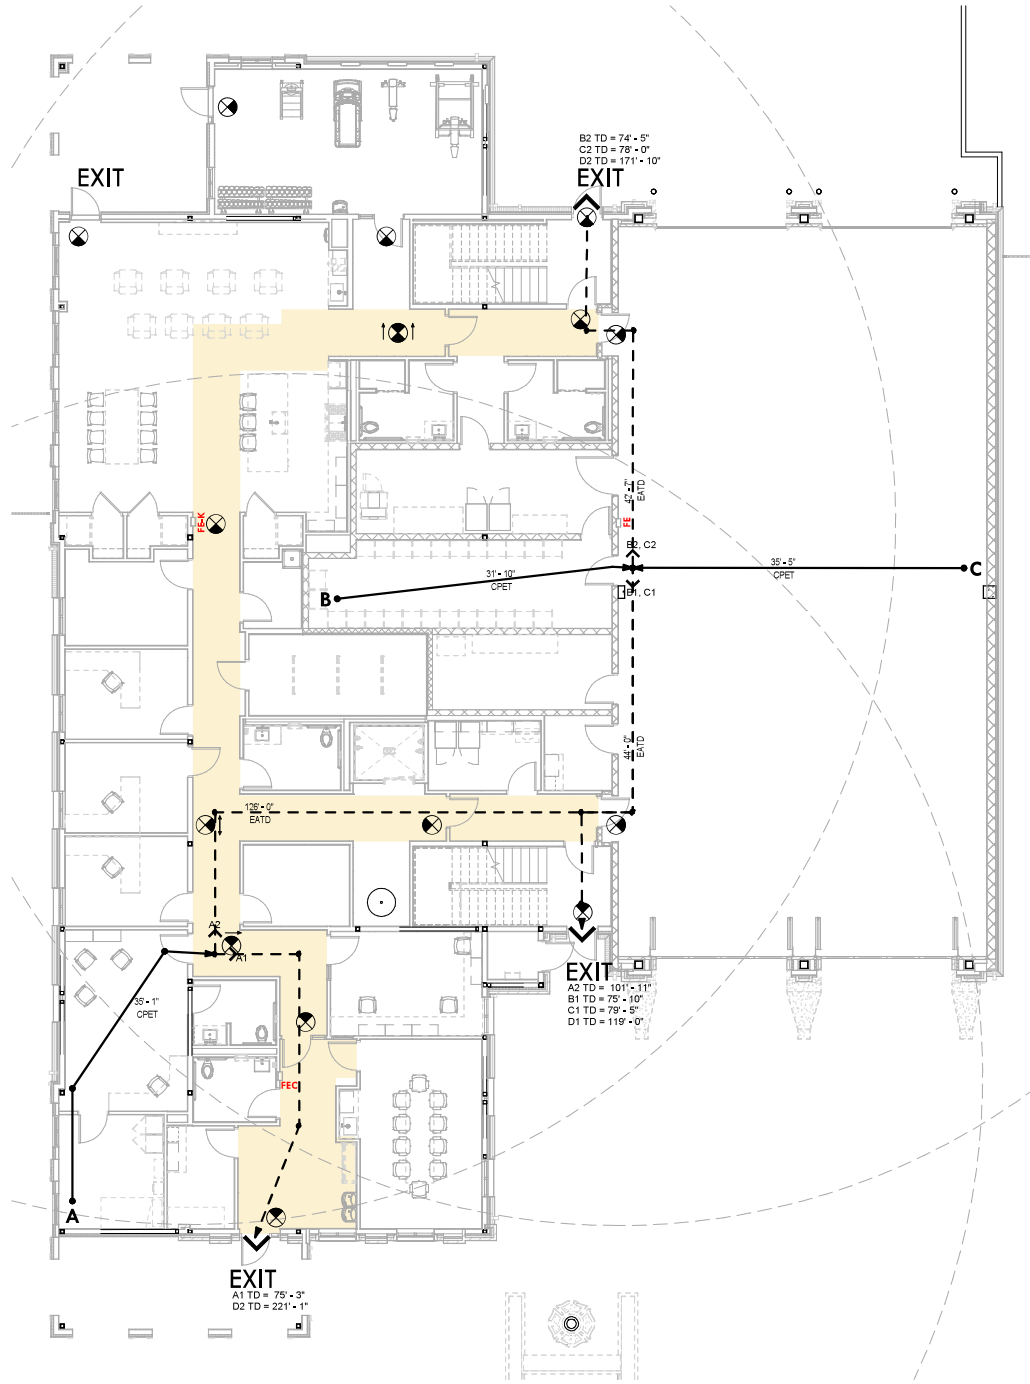 B2 TD = 74' - 5"
C2 TD = 78' - 0"
D2 TD = 171' - 10"
EXIT
EXIT
FE-K
42' - 7"
EATD
FE
B2, C2
35' - 5"
CPET
C
31' - 10"
CPET
B
B1, C1
44' - 0"
EATD
126' - 0"
EATD
A2
A1
35' - 1"
CPET
EXIT
A2 TD = 101' - 11"
B1 TD = 75' - 10"
C1 TD = 79' - 5"
D1 TD = 119' - 0"
FEC
A
EXIT
A1 TD = 75' - 3"
D2 TD = 221' - 1"